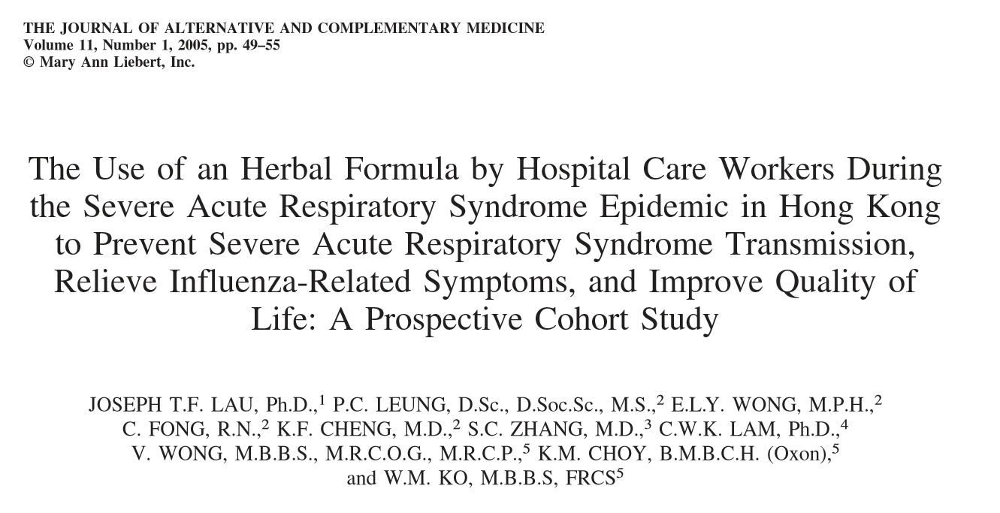 THE JOURNAL OF ALTERNATIVE AND COMPLEMENTARY MEDICINE
Volume 11, Number 1, 2005, pp. 49–55
© Mary Ann Liebert, Inc.
The Use of an Herbal Formula by Hospital Care Workers During
the Severe Acute Respiratory Syndrome Epidemic in Hong Kong
to Prevent Severe Acute Respiratory Syndrome Transmission,
Relieve Influenza-Related Symptoms, and Improve Quality of
Life: A Prospective Cohort Study
JOSEPH T.F. LAU, Ph.D.,1 P.C. LEUNG, D.Sc., D.Soc.Sc., M.S.,2 E.L.Y. WONG, M.P.H.,2
C. FONG, R.N.,2 K.F. CHENG, M.D.,2 S.C. ZHANG, M.D.,3 C.W.K. LAM, Ph.D.,4
V. WONG, M.B.B.S., M.R.C.O.G., M.R.C.P.,5 K.M. CHOY, B.M.B.C.H. (Oxon),5
and W.M. KO, M.B.B.S, FRCS5